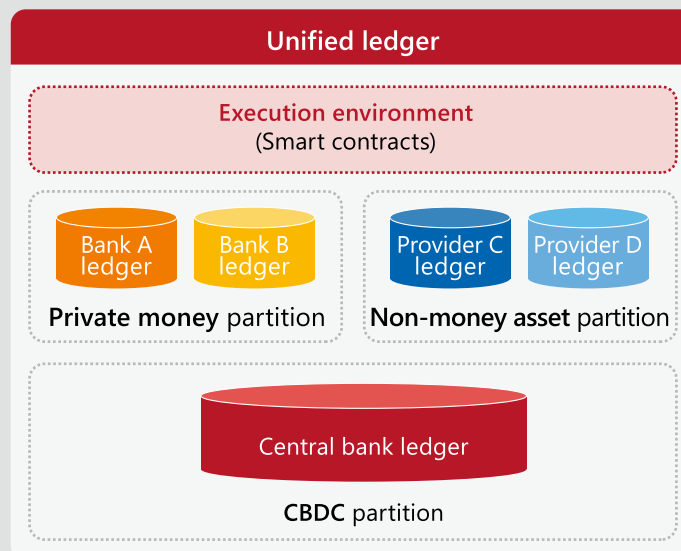 Unified ledger
Execution environment
(Smart contracts)
Bank A
ledger
Bank B
ledger
Provider C
ledger
Provider D
ledger
Private money partition
Non-money asset partition
Central bank ledger
CBDC partition